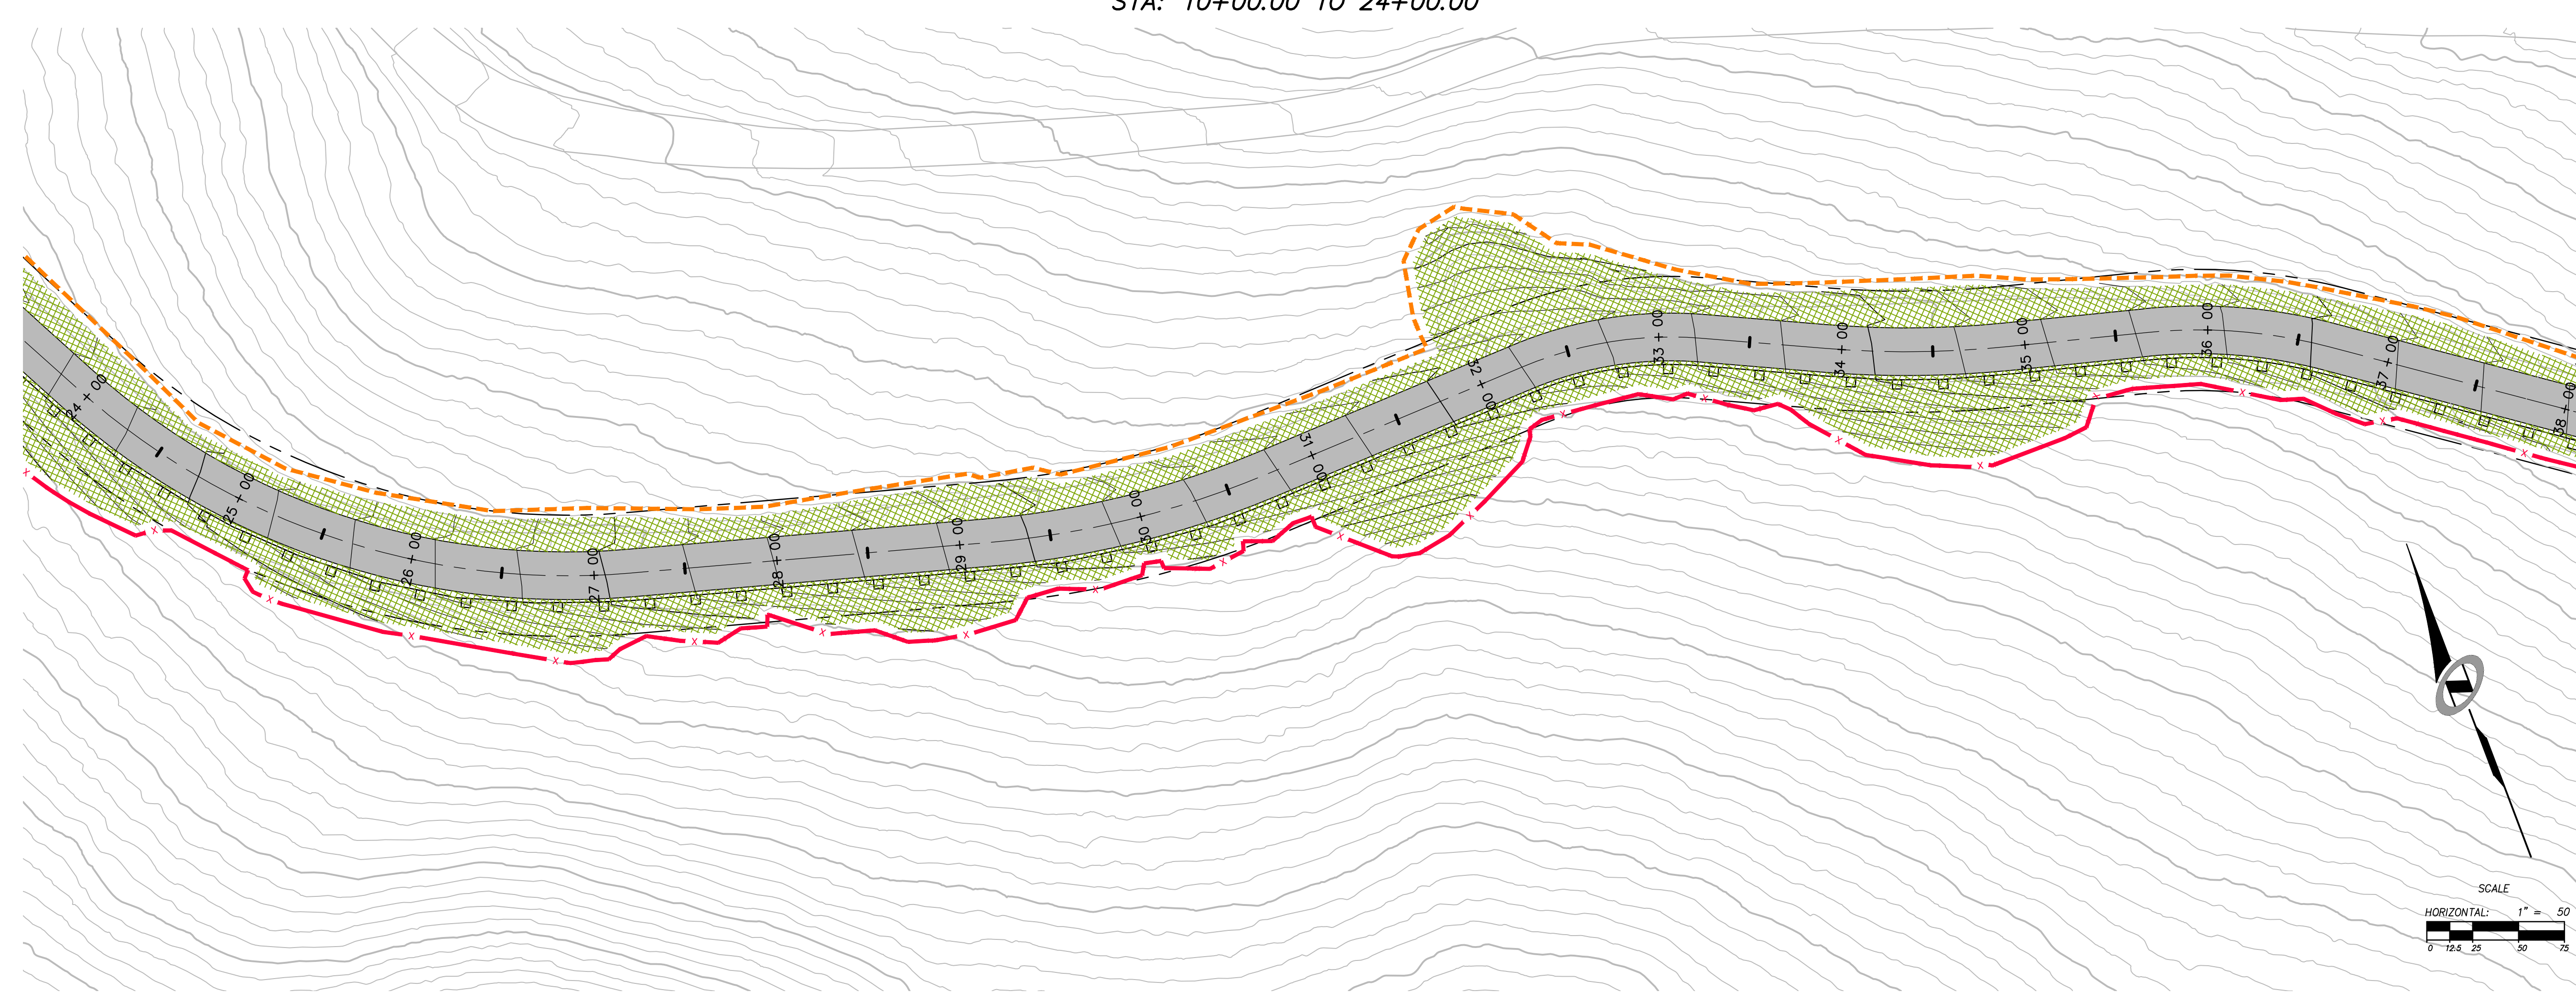 STA: 10+00.00 TO 24+00.00
24 + 00
25 + 00
26 + 00
27 + 00
28 + 00
29 + 00
30 + 00
31 + 00
32 + 00
33 + 00
34 + 00
35 + 00
36 + 00
37 + 00
38 + 00
x x x x x x x x x x x x x x x x x x x
SCALE
HORIZONTAL: 1" = 50
0 12.5 25 50 75